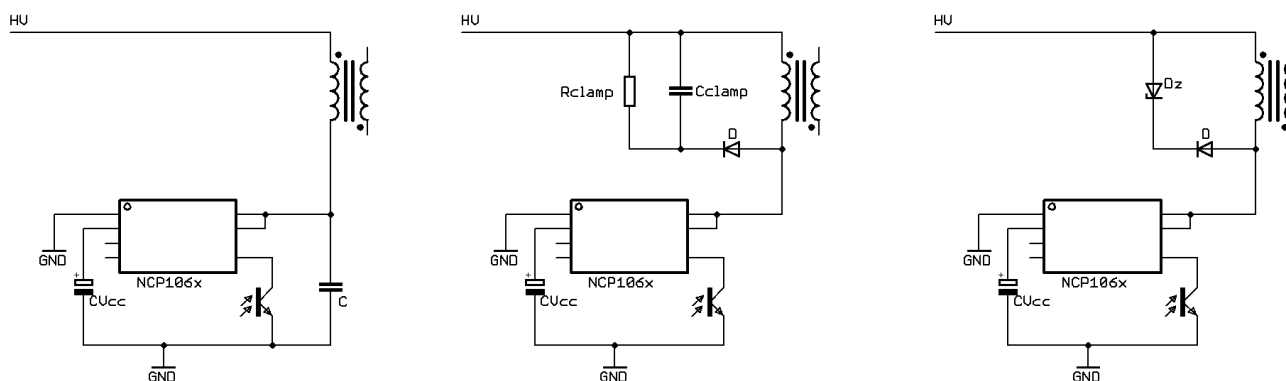 HV
GND
CVcc
NCP106x
C
GND
HV
Rclamp
Cclamp
D
GND
CVcc
NCP106x
GND
HV
Dz
D
GND
CVcc
NCP106x
GND